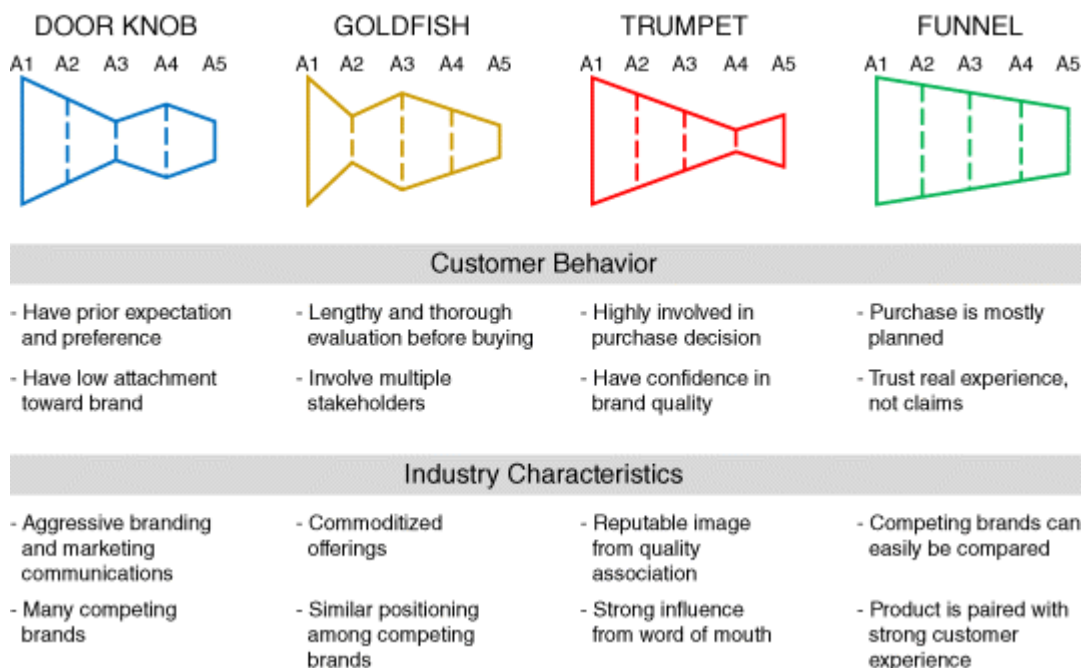 DOOR KNOB
GOLDFISH
TRUMPET
FUNNEL
A1 A2 A3 A4 A5
A1 A2 A3 A4 A5
A1 A2 A3 A4 A5
A1 A2 A3 A4 A5
Customer Behavior
- Have prior expectation
and preference
- Have low attachment
toward brand
- Lengthy and thorough
evaluation before buying
- Involve multiple
stakeholders
- Highly involved in
purchase decision
- Have confidence in
brand quality
- Purchase is mostly
planned
- Trust real experience,
not claims
Industry Characteristics
- Aggressive branding
and marketing
communications
- Many competing
brands
- Commoditized
offerings
- Similar positioning
among competing
brands
- Reputable image
from quality
association
- Strong influence
from word of mouth
- Competing brands can
easily be compared
- Product is paired with
strong customer
experience